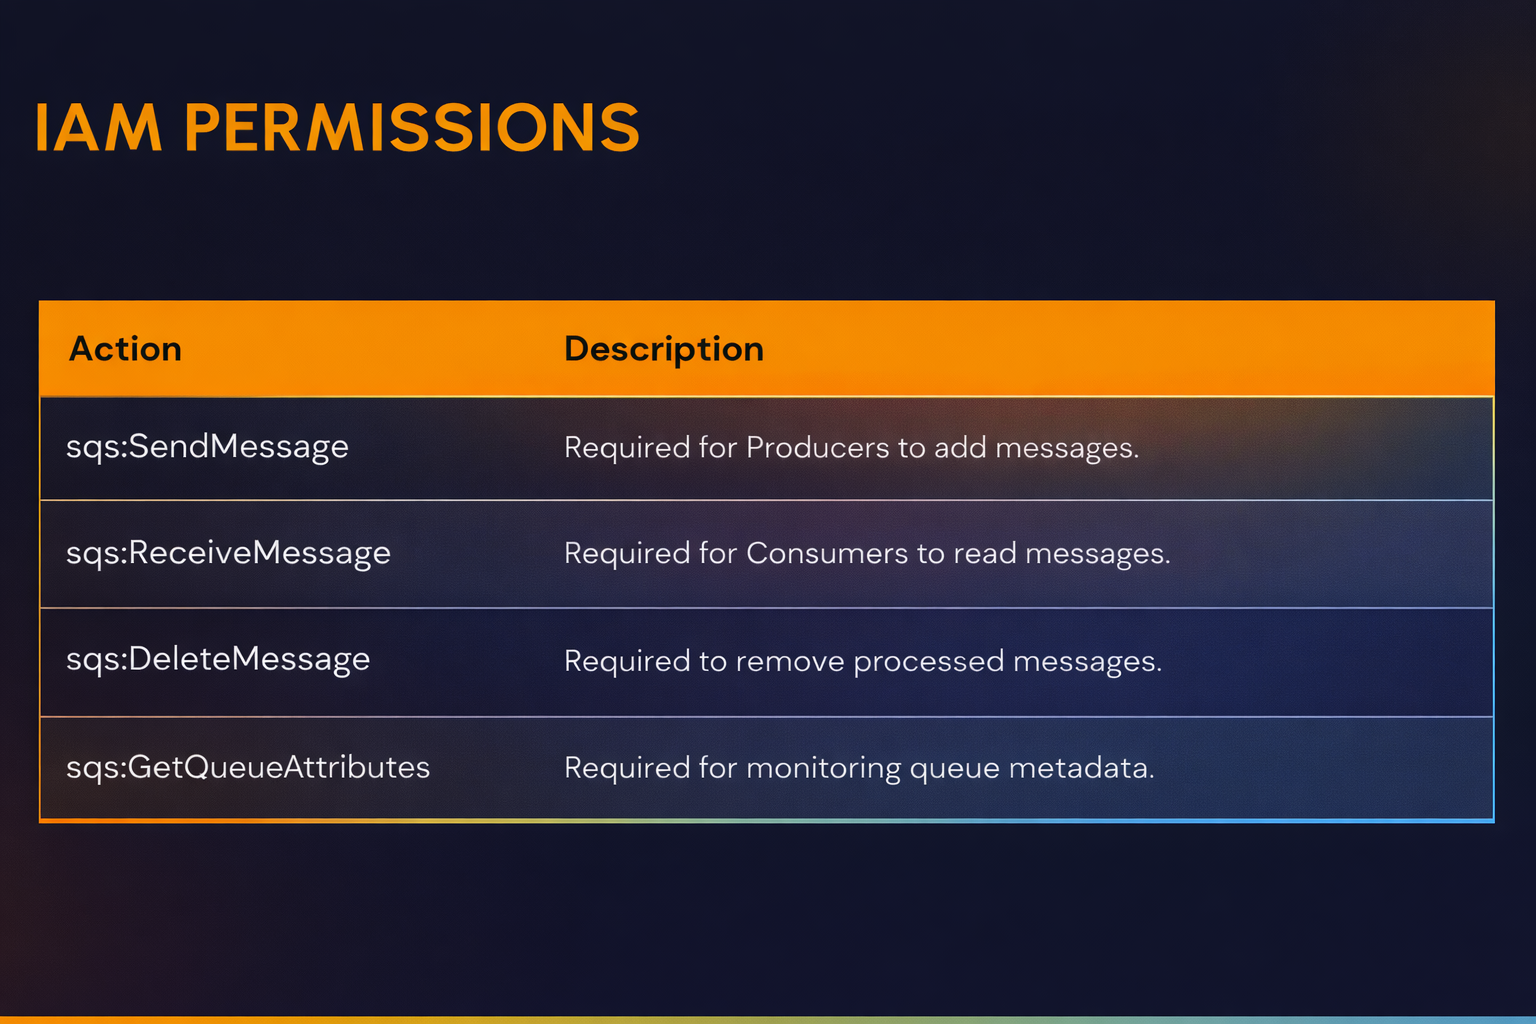 IAM PERMISSIONS
Action Description
sqs:SendMessage Required for Producers to add messages.
sqs:ReceiveMessage Required for Consumers to read messages.
sqs:DeleteMessage Required to remove processed messages.
sqs:GetQueueAttributes Required for monitoring queue metadata.